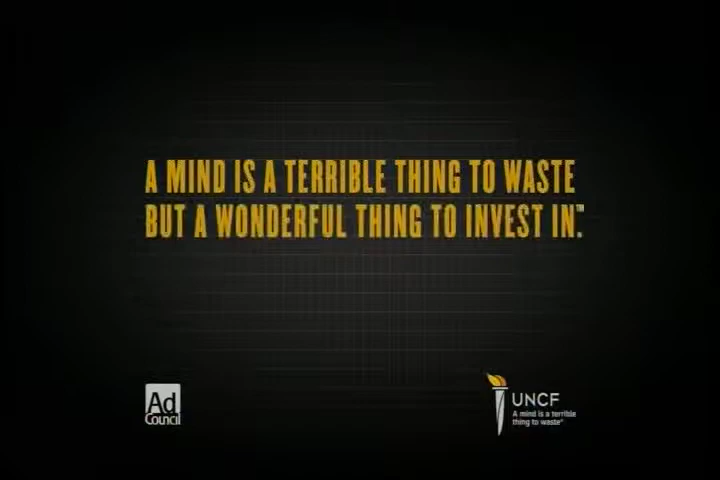 A MIND IS A TERRIBLE THING TO WASTE
BUT A WONDERFUL THING TO INVEST IN.™
Ad
Council
UNCF
A mind is a terrible
thing to waste®